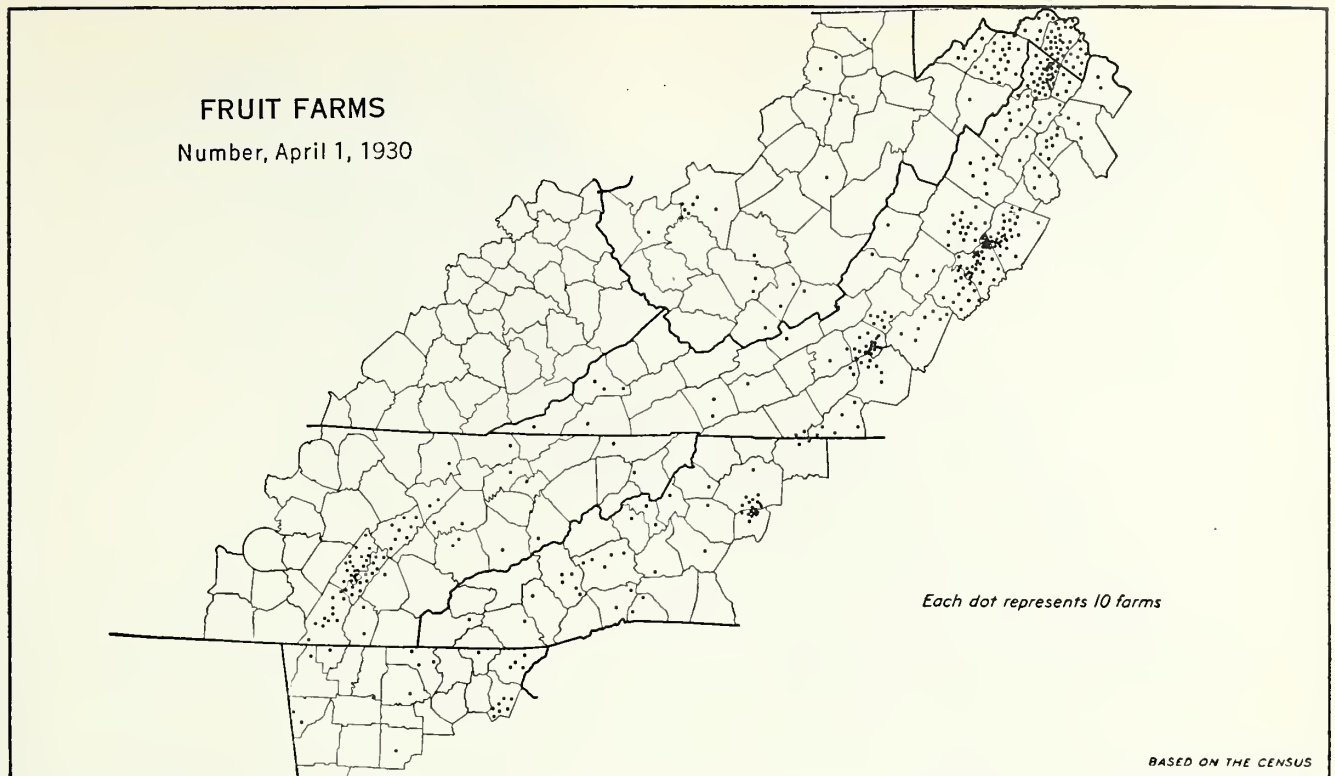 FRUIT FARMS
Number, April 1, 1930
Each dot represents 10 farms
BASED ON THE CENSUS